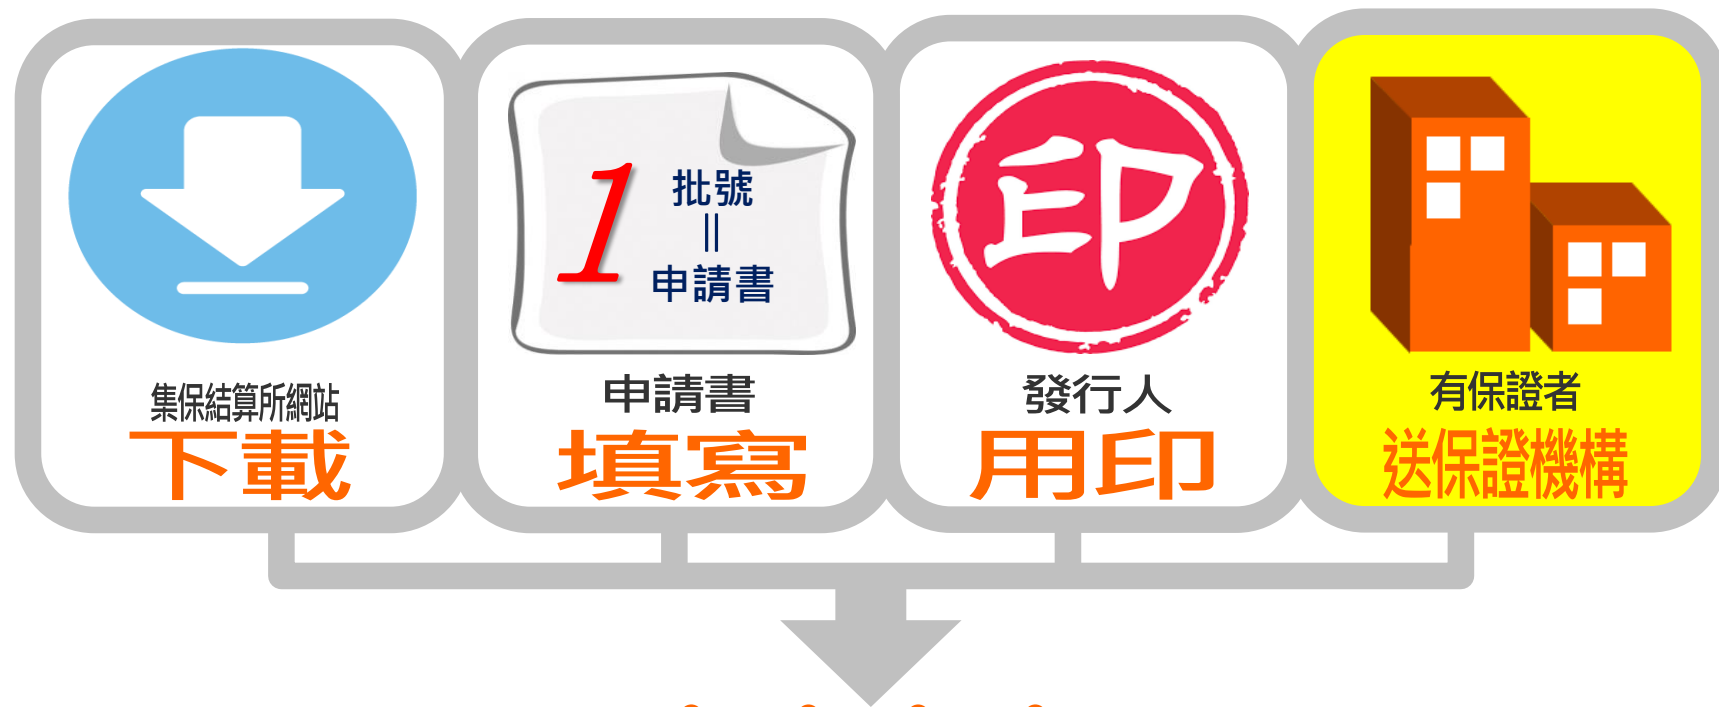 1
批號
||
申請書
印
集保結算所網站
下載
申請書
填寫
發行人
用印
有保證者
送保證機構